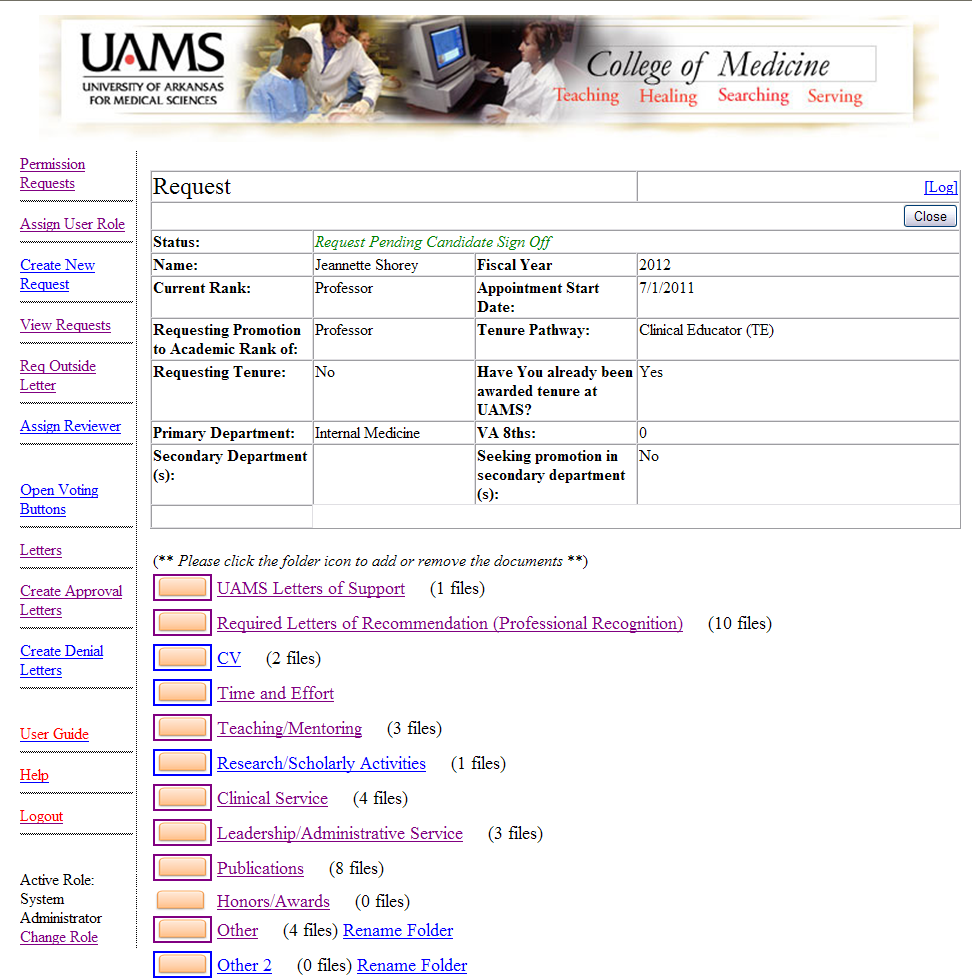 UAMS
UNIVERSITY OF ARKANSAS
FOR MEDICAL SCIENCES
College of Medicine
Teaching Healing Searching Serving
Permission
Requests
Assign User Role
Create New
Request
View Requests
Req Outside
Letter
Assign Reviewer
Open Voting
Buttons
Letters
Create Approval
Letters
Create Denial
Letters
User Guide
Help
Logout
Active Role:
System
Administrator
Change Role
Request [Log]
Close
Status: Request Pending Candidate Sign Off
Name: Jeannette Shorey Fiscal Year 2012
Current Rank: Professor Appointment Start 7/1/2011
Date:
Requesting Promotion Professor Tenure Pathway: Clinical Educator (TE)
to Academic Rank of:
Requesting Tenure: No Have You already been Yes
awarded tenure at
UAMS?
Primary Department: Internal Medicine VA 8ths: 0
Secondary Department Seeking promotion in No
(s): secondary department
(s):
(** Please click the folder icon to add or remove the documents **)
UAMS Letters of Support (1 files)
Required Letters of Recommendation (Professional Recognition) (10 files)
CV (2 files)
Time and Effort
Teaching/Mentoring (3 files)
Research/Scholarly Activities (1 files)
Clinical Service (4 files)
Leadership/Administrative Service (3 files)
Publications (8 files)
Honors/Awards (0 files)
Other (4 files) Rename Folder
Other 2 (0 files) Rename Folder